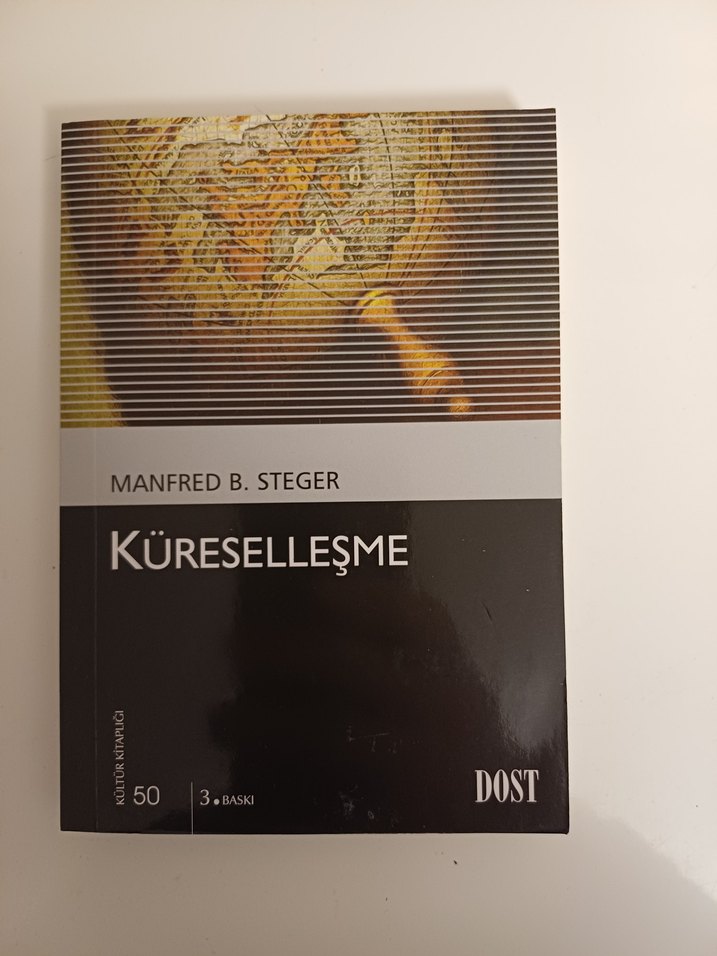 MANFRED B. STEGER
KÜRESELLEŞME
KÜLTÜR KİTAPLIĞI 50
3. BASKI
DOST